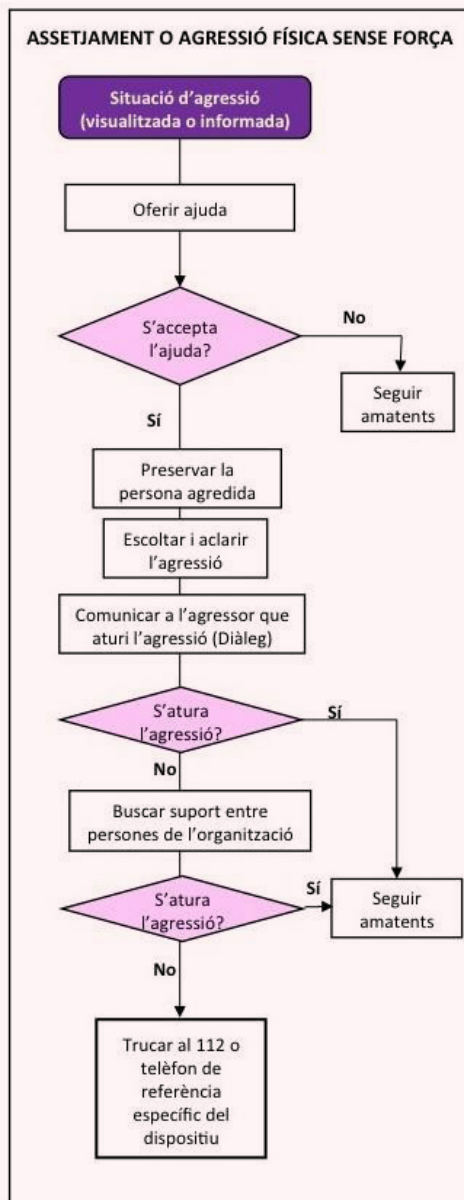 ASSETJAMENT O AGRESSIÓ FÍSICA SENSE FORÇA
Situació d'agressió
(visualitzada o informada)
Oferir ajuda
S'accepta
l'ajuda?
No
Seguir
amatents
Sí
Preservar la
persona agredida
Escoltar i aclarir
l'agressió
Comunicar a l'agressor que
aturi l'agressió (Diàleg)
S'atura
l'agressió?
Sí
No
Buscar suport entre
persones de l'organització
S'atura
l'agressió?
Sí
Seguir
amatents
No
Trucar al 112 o
telèfon de
referència
específic del
dispositiu